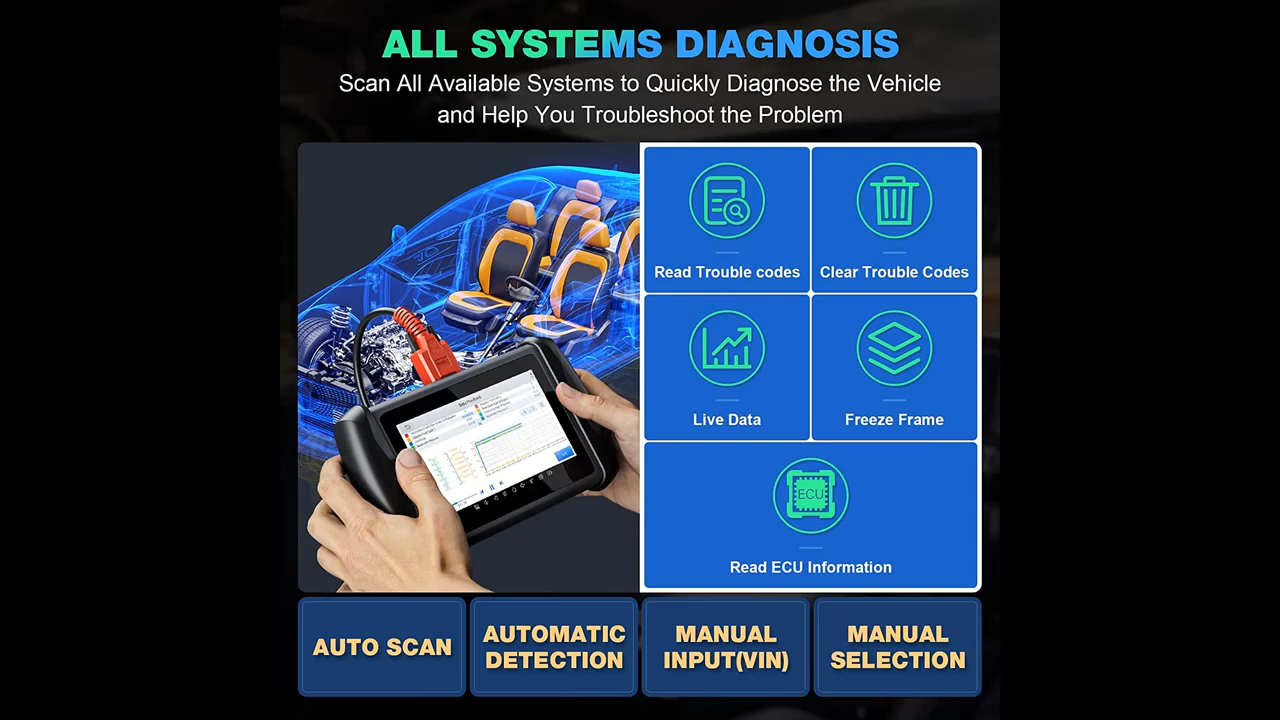 ALL SYSTEMS DIAGNOSIS
Scan All Available Systems to Quickly Diagnose the Vehicle
and Help You Troubleshoot the Problem
Read Trouble codes
Clear Trouble Codes
Live Data
Freeze Frame
ECU
Read ECU Information
AUTO SCAN
AUTOMATIC
DETECTION
MANUAL
INPUT(VIN)
MANUAL
SELECTION